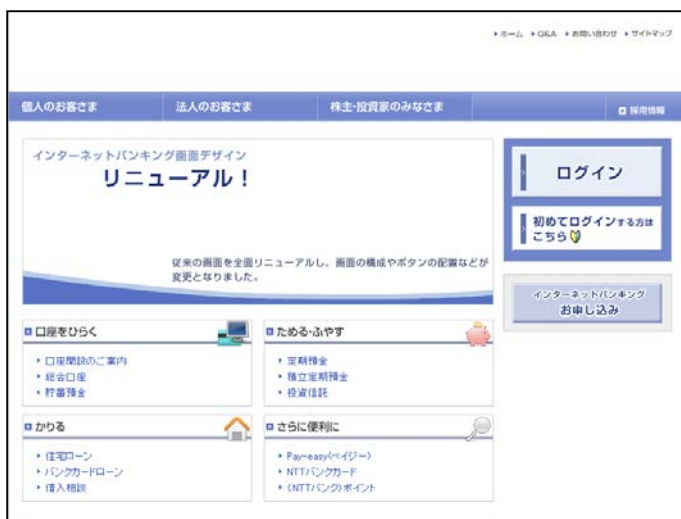 ホーム Q&A お問い合わせ サイトマップ
個人のお客さま 法人のお客さま 株主・投資家のみなさま 採用情報
インターネットバンキング画面デザイン
リニューアル！
従来の画面を全面リニューアルし、画面の構成やボタンの配置などが
変更となりました。
ログイン
初めてログインする方は
こちら
インターネットバンキング
お申し込み
口座をひらく
口座開設のご案内
総合口座
貯蓄預金
ためる・ふやす
定期預金
積立定期預金
投資信託
かりる
住宅ローン
バンクカードローン
借入相談
さらに便利に
Pay-easy(ペイジー)
NTTバンクカード
(NTTバンク)ポイント